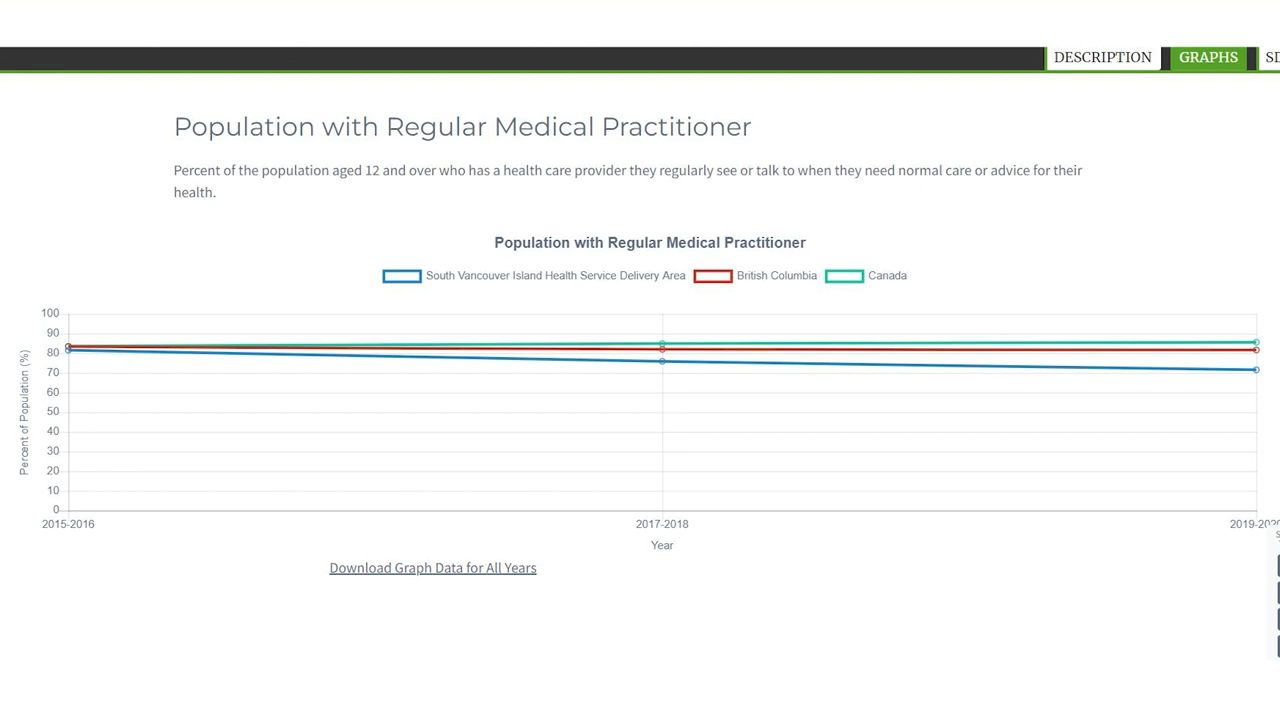 DESCRIPTION GRAPHS
Population with Regular Medical Practitioner
Percent of the population aged 12 and over who has a health care provider they regularly see or talk to when they need normal care or advice for their
health.
Population with Regular Medical Practitioner
South Vancouver Island Health Service Delivery Area British Columbia Canada
Percent of Population (%)
100
90
80
70
60
50
40
30
20
10
0
2015-2016 2017-2018 2019-2020
Year
Download Graph Data for All Years